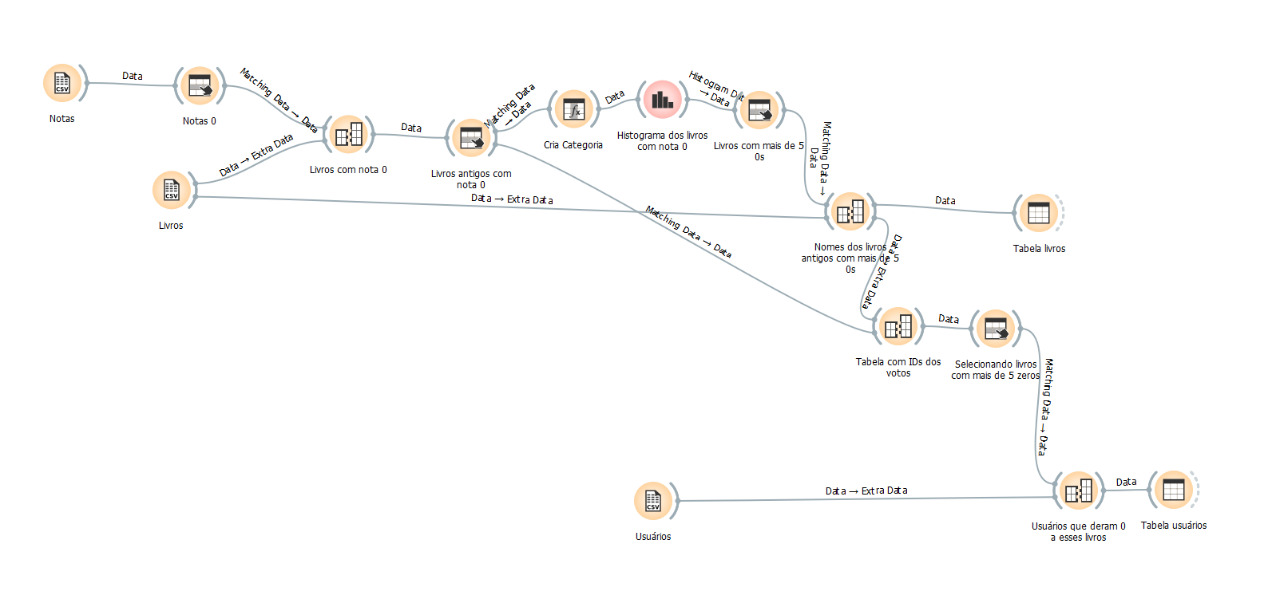 Data
Matching Data → Data
CSV
Notas
Notas 0
Data → Extra Data
Data
Livros com nota 0
CSV
Livros
Matching Data
→ Data
Livros antigos com
nota 0
Data
Cria Categoria
Histograma dos livros
com nota 0
Histogram Dat
→ Data
Livros com mais de 5
0s
Matching Data →
Data
Data → Extra Data
Matching Data → Data
Nomes dos livros
antigos com mais de 5
0s
Data
Tabela livros
Data → Extra Data
Tabela com IDs dos
votos
Data
Selecionando livros
com mais de 5 zeros
Matching Data → Data
CSV
Usuários
Data → Extra Data
Usuários que deram 0
a esses livros
Data
Tabela usuários